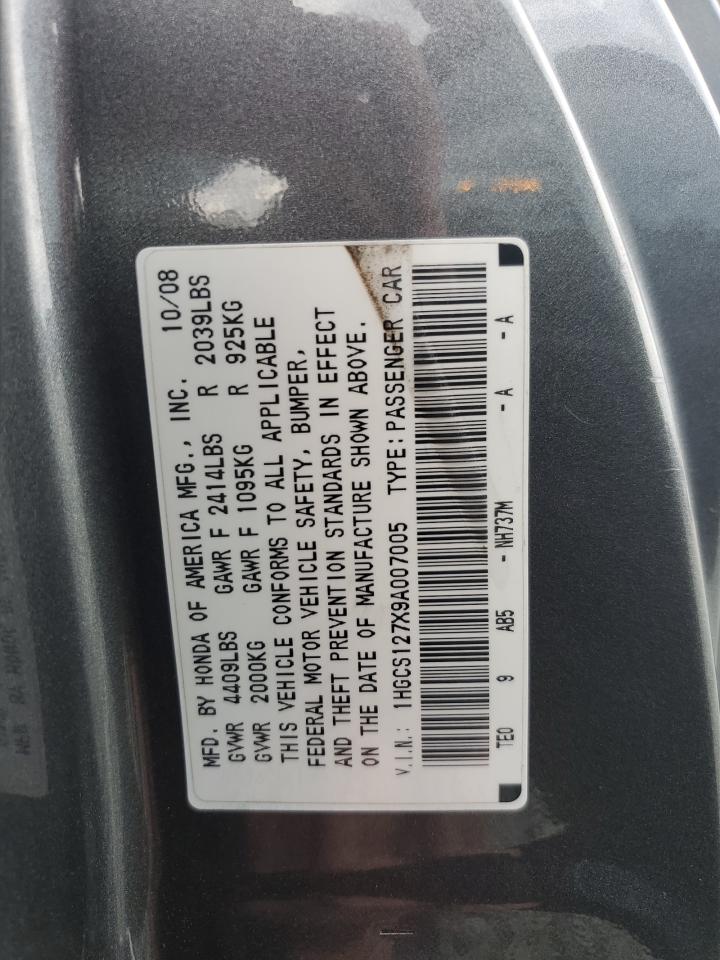 MFD. BY HONDA OF AMERICA MFG., INC. 10/08
GVWR 4409LBS GAWR F 2414LBS R 2039LBS
GVWR 2000KG GAWR F 1095KG R 925KG
THIS VEHICLE CONFORMS TO ALL APPLICABLE
FEDERAL MOTOR VEHICLE SAFETY, BUMPER,
AND THEFT PREVENTION STANDARDS IN EFFECT
ON THE DATE OF MANUFACTURE SHOWN ABOVE.
V.I.N.: 1HGCS127X9A007005 TYPE: PASSENGER CAR
TE0 9 AB5 - NH737M - A - A